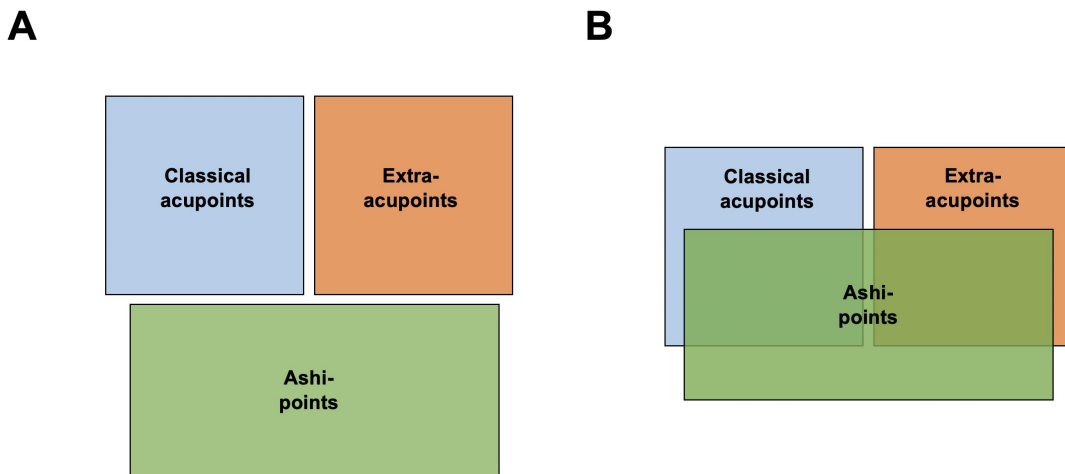 A
B
Classical
acupoints
Extra-
acupoints
Ashi-
points
Classical
acupoints
Extra-
acupoints
Ashi-
points